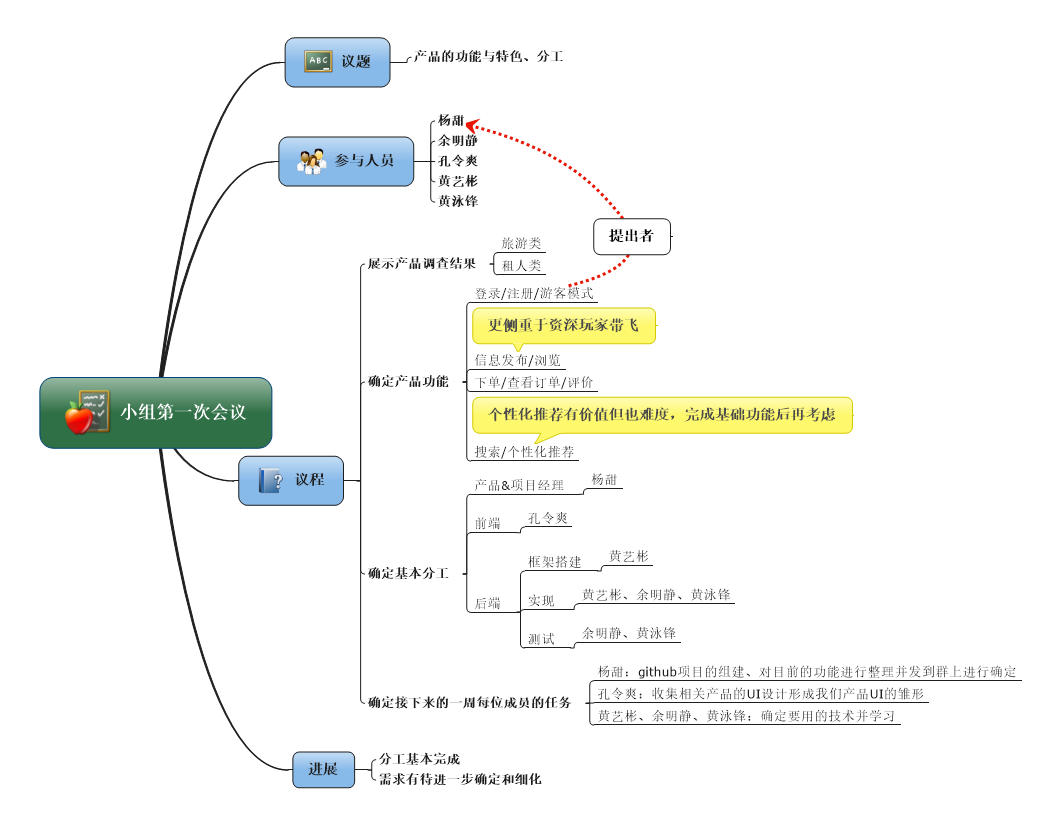 ABC
议题
产品的功能与特色、分工
参与人员
杨甜
余明静
孔令爽
黄艺彬
黄泳锋
提出者
小组第一次会议
议程
展示产品调查结果
旅游类
租人类
确定产品功能
登录/注册/游客模式
更侧重于资深玩家带飞
信息发布/浏览
下单/查看订单/评价
个性化推荐有价值但也难度，完成基础功能后再考虑
搜索/个性化推荐
确定基本分工
产品&项目经理
杨甜
前端
孔令爽
后端
框架搭建
黄艺彬
实现
黄艺彬、余明静、黄泳锋
测试
余明静、黄泳锋
确定接下来的一周每位成员的任务
杨甜：github项目的组建、对目前的功能进行整理并发到群上进行确定
孔令爽：收集相关产品的UI设计形成我们产品UI的雏形
黄艺彬、余明静、黄泳锋：确定要用的技术并学习
进展
分工基本完成
需求有待进一步确定和细化